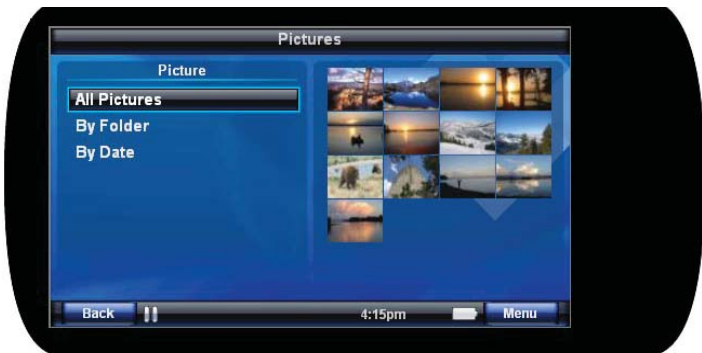 Pictures
Picture
All Pictures
By Folder
By Date
Back
4:15pm
Menu